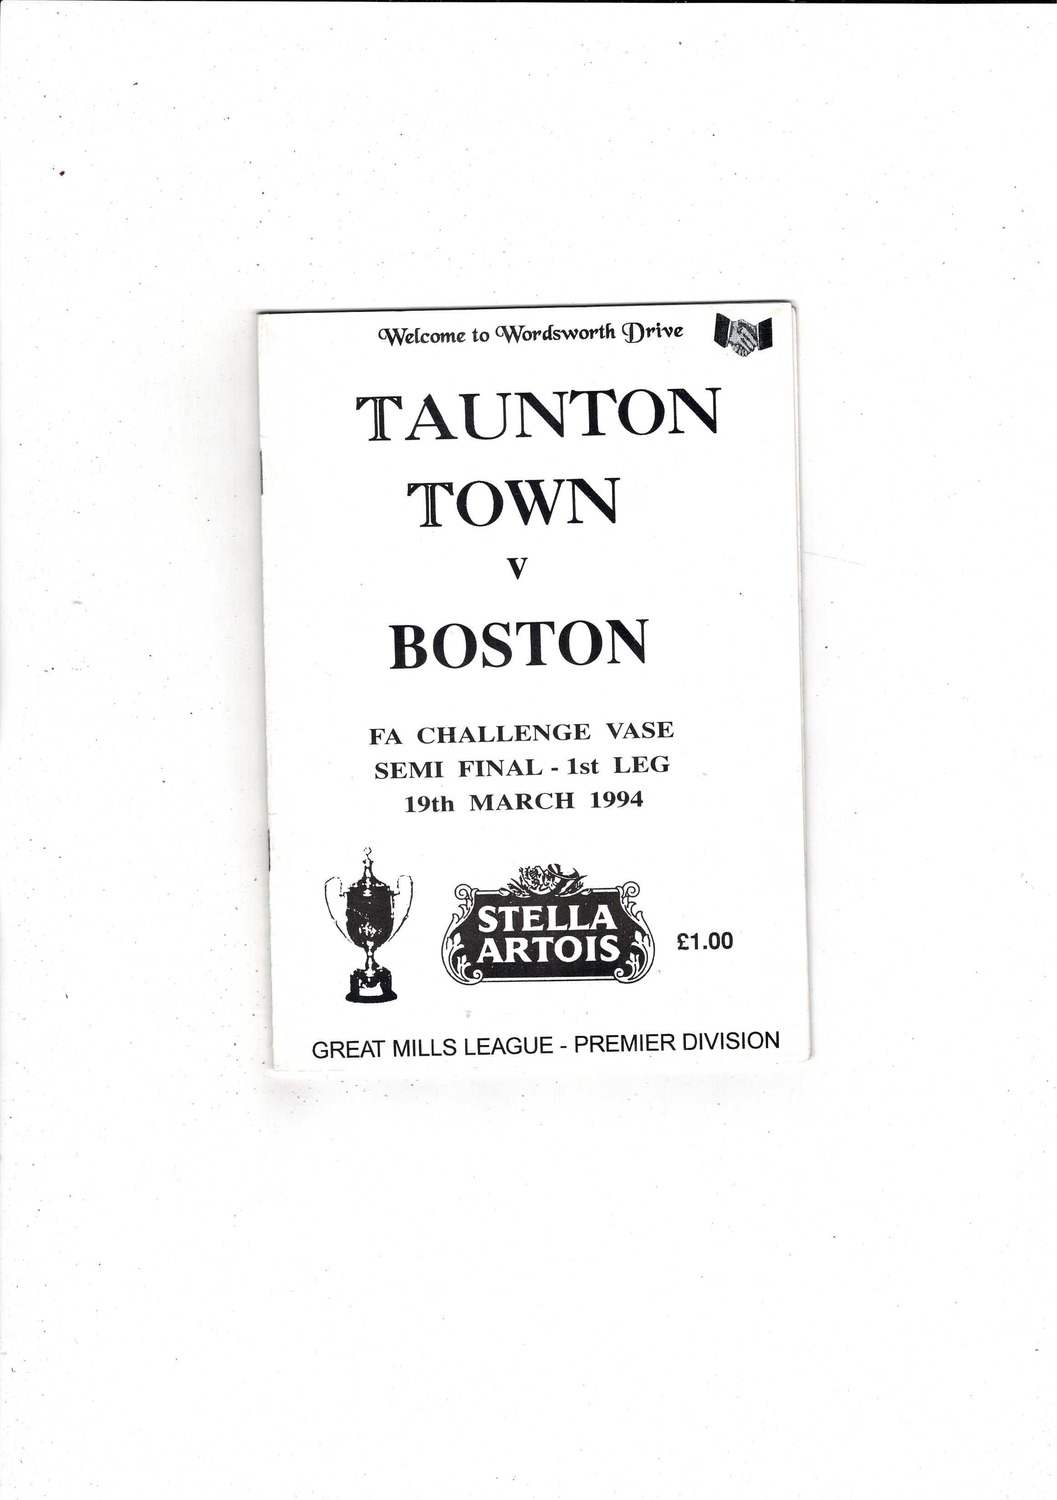 Welcome to Wordsworth Drive
TAUNTON
TOWN
v
BOSTON
FA CHALLENGE VASE
SEMI FINAL - 1st LEG
19th MARCH 1994
STELLA
ARTOIS
£1.00
GREAT MILLS LEAGUE - PREMIER DIVISION